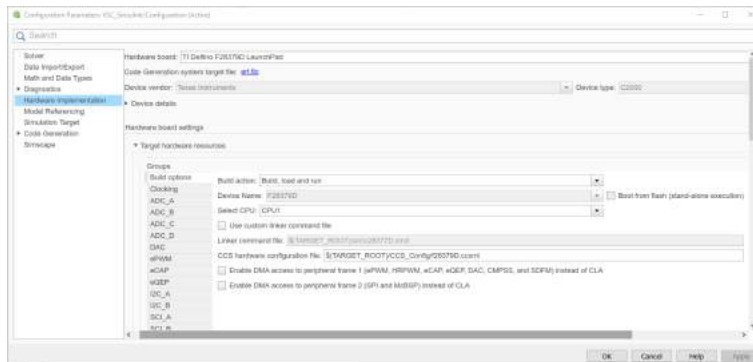 Configuration Parameters: VSC_Simulink/Configuration (Active)
Search
Solver
Data Import/Export
Math and Data Types
Diagnostics
Hardware Implementation
Model Referencing
Simulation Target
Code Generation
Simscape
Hardware board: TI Delfino F28379D LaunchPad
Code Generation system target file: ert.tlc
Device vendor: Texas Instruments
Device type: C2000
Device details
Hardware board settings
Target hardware resources
Groups
Build options
Clocking
ADC_A
ADC_B
ADC_C
ADC_D
DAC
ePWM
eCAP
eQEP
I2C_A
I2C_B
SCI_A
SCI_B
Build action: Build, load and run
Device Name: F28379D
Boot from flash (stand-alone execution)
Select CPU: CPU1
Use custom linker command file
Linker command file:
CCS hardware configuration file: $(TARGET_ROOT)/CCS_Config/f28379D.ccxml
Enable DMA access to peripheral frame 1 (ePWM, HRPWM, eCAP, eQEP, DAC, CMPSS, and SDFM) instead of CLA
Enable DMA access to peripheral frame 2 (SPI and McBSP) instead of CLA
OK
Cancel
Help
Apply